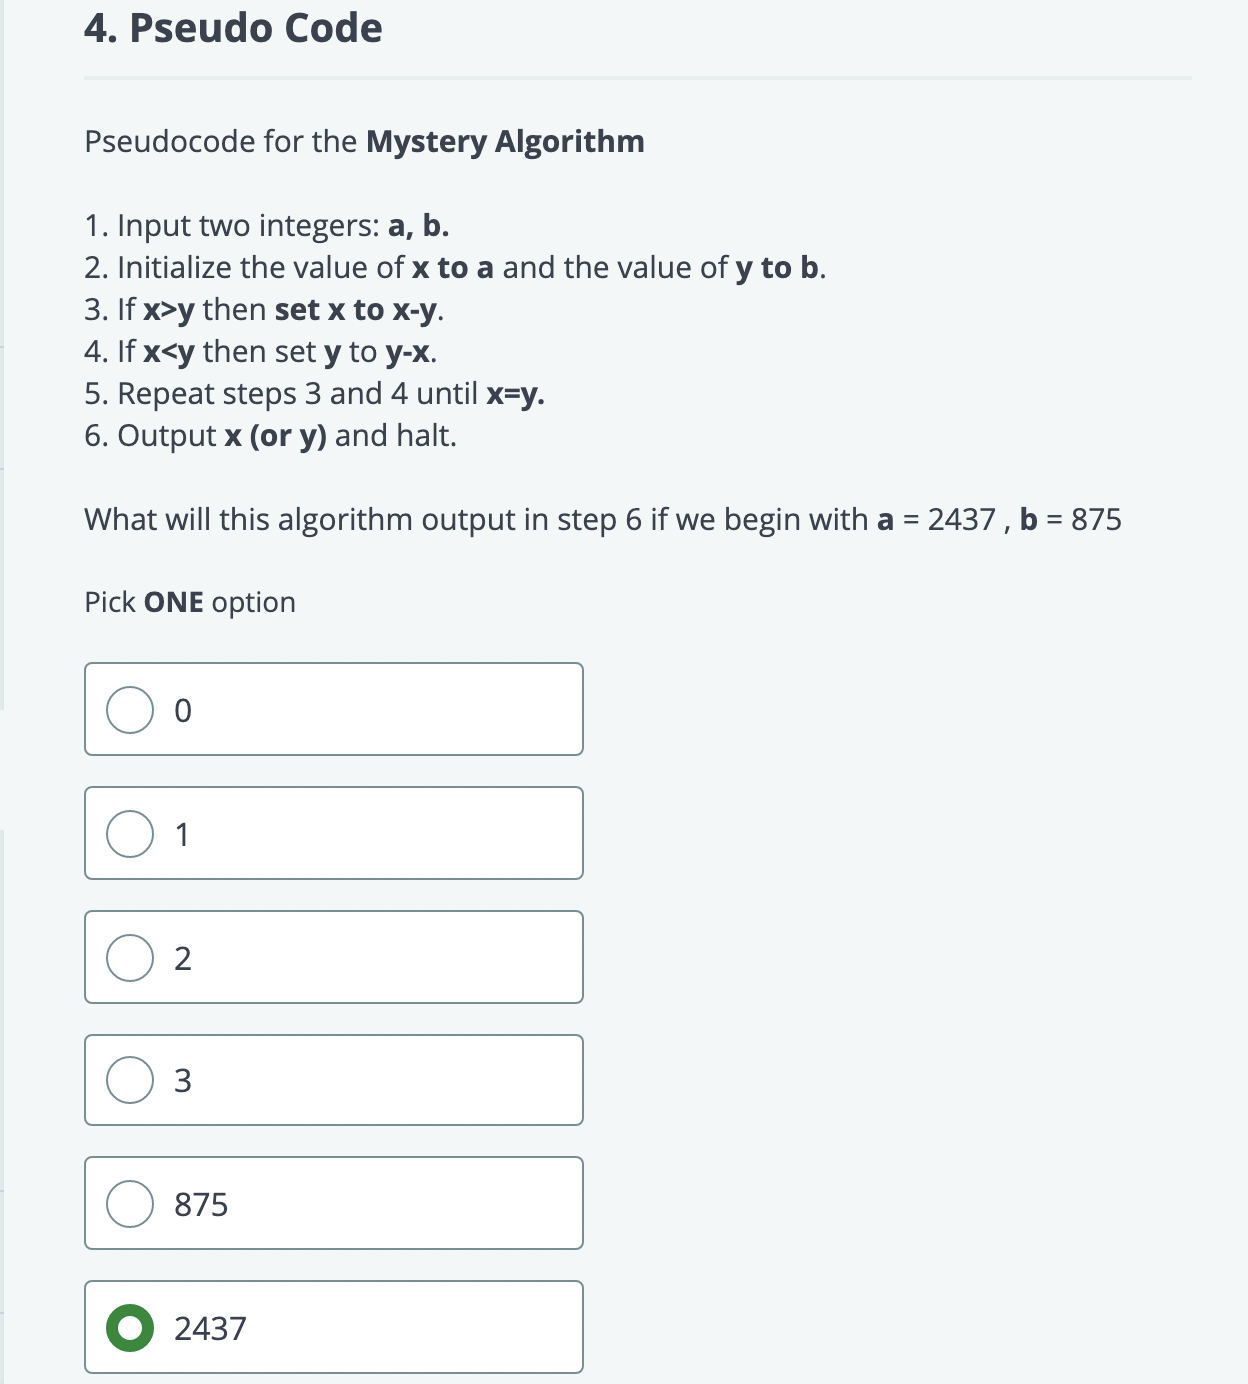 4. Pseudo Code
Pseudocode for the Mystery Algorithm
1. Input two integers: a, b.
2. Initialize the value of x to a and the value of y to b.
3. If x>y then set x to x-y.
4. If x<y then set y to y-x.
5. Repeat steps 3 and 4 until x=y.
6. Output x (or y) and halt.
What will this algorithm output in step 6 if we begin with a = 2437 , b = 875
Pick ONE option
0
1
2
3
875
2437